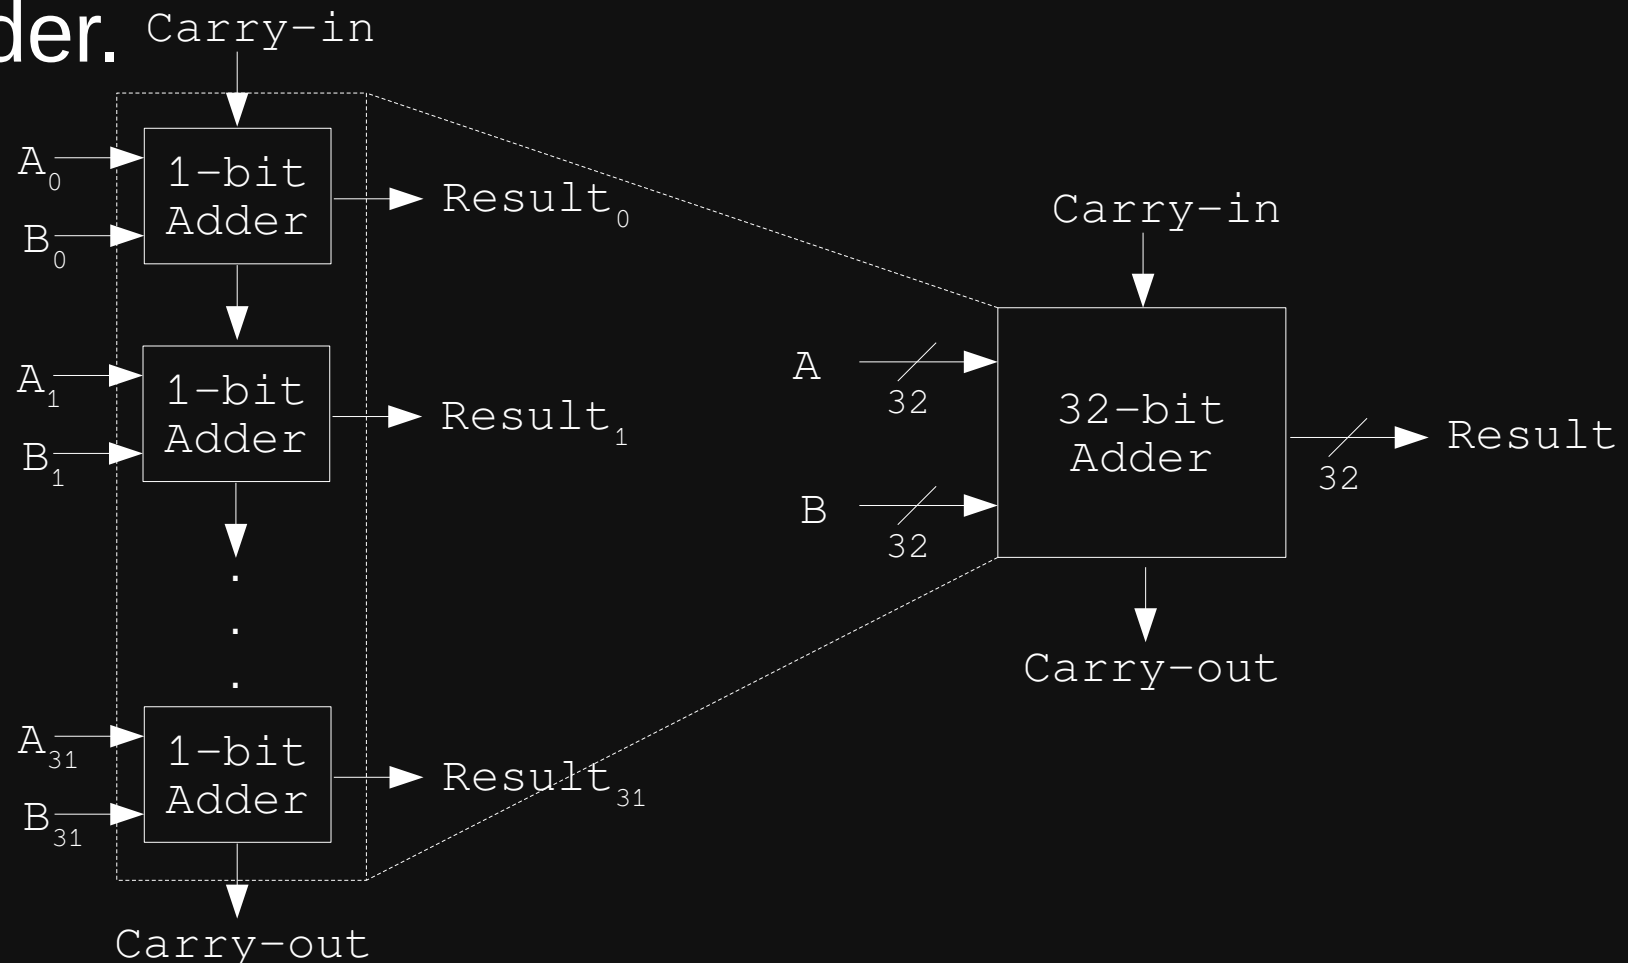 der.
Carry-in
A0
B0
1-bit
Adder
Result0
A1
B1
1-bit
Adder
Result1
.
.
.
A31
B31
1-bit
Adder
Result31
Carry-out
Carry-in
A
32
B
32
32-bit
Adder
32
Result
Carry-out